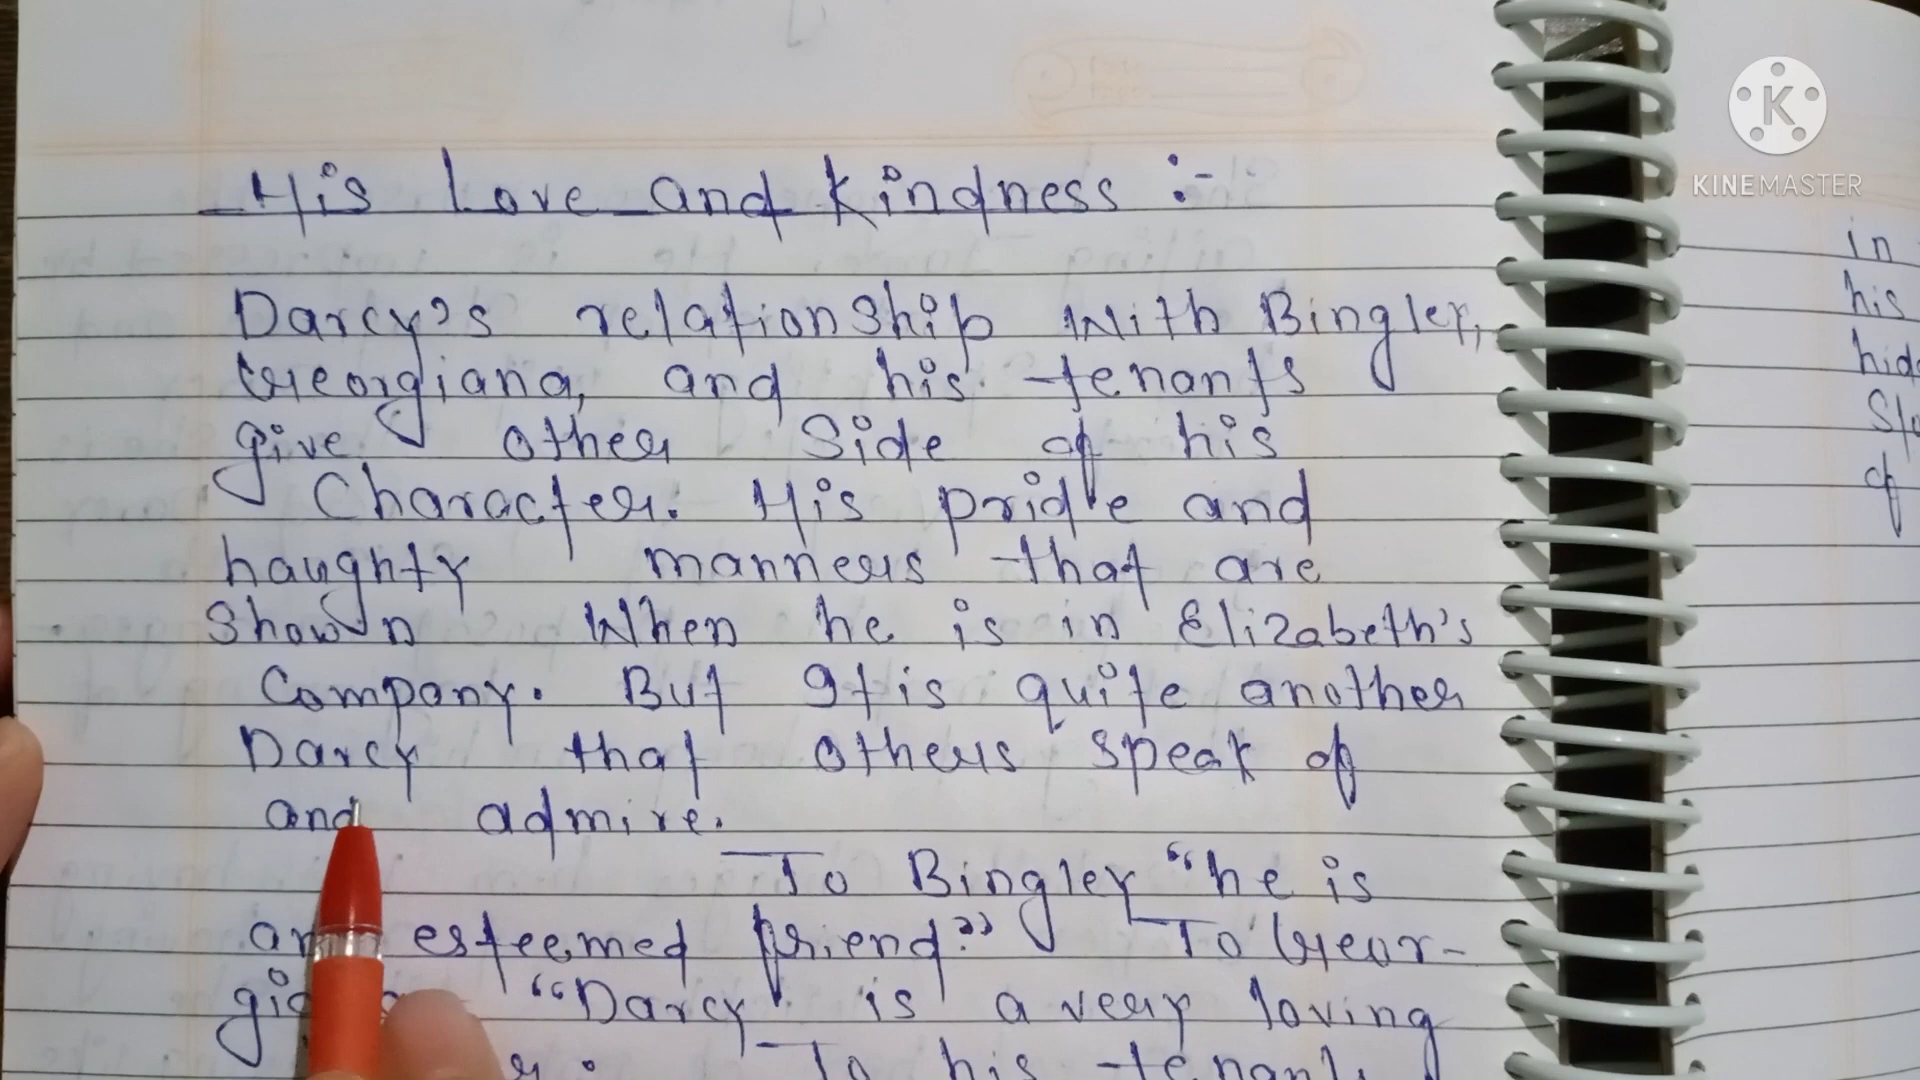 His Love and Kindness :-
Darcy's relationship with Bingley,
Georgiana, and his tenants
give other side of his
Character. His pride and
haughty manners that are
Shown When he is in Elizabeth's
Company. But It is quite another
Darcy that others speak of
and admire.
To Bingley "he is
an esteemed friend." To Geor-
"Darcy is a very loving
To his tenants
in
his
of
K
KINEMASTER